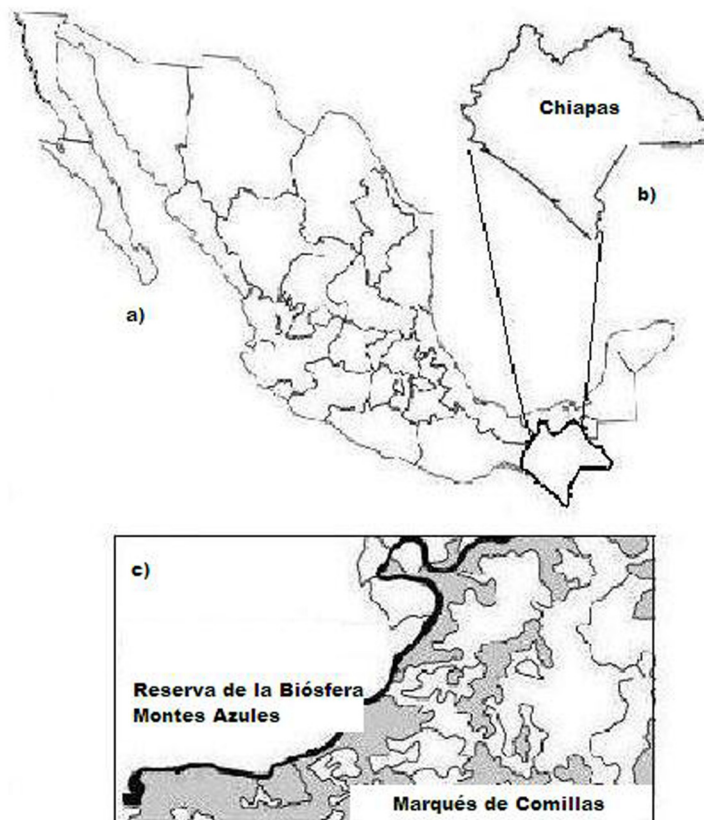 Chiapas
b)
a)
c)
Reserva de la Biósfera
Montes Azules
Marqués de Comillas